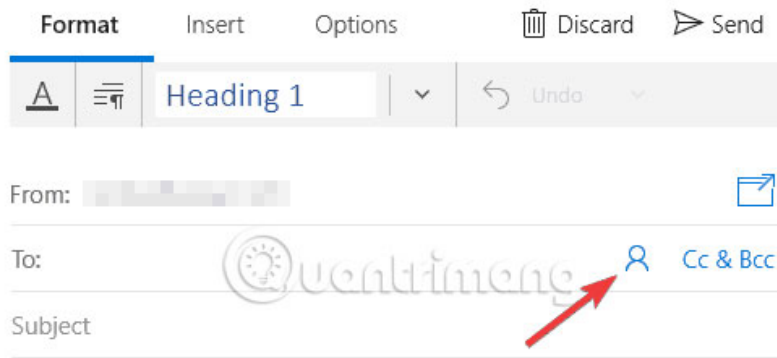 Format Insert Options Discard Send
A Heading 1 Undo
From:
To: Cc & Bcc
Quantrimang
Subject